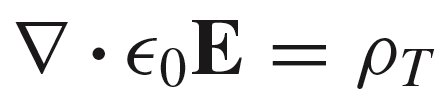 ∇ · ϵ₀𝐄 = ρ_T